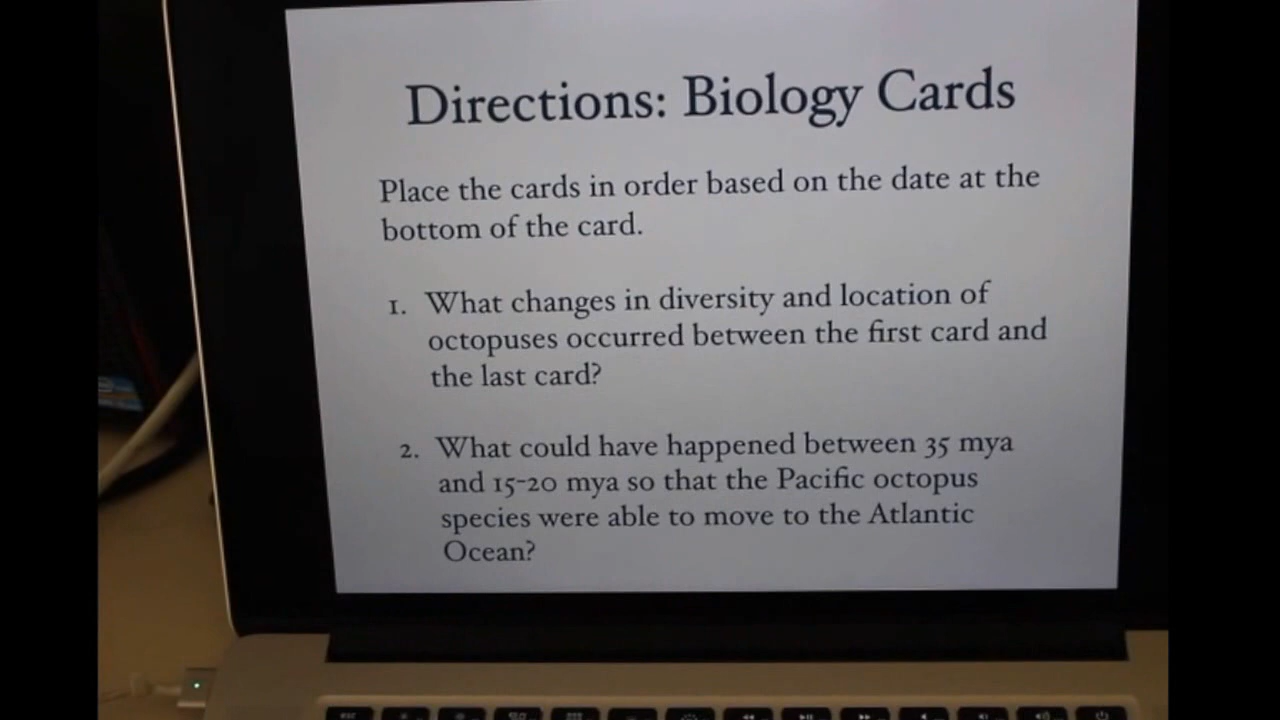 Directions: Biology Cards
Place the cards in order based on the date at the
bottom of the card.
1. What changes in diversity and location of
octopuses occurred between the first card and
the last card?
2. What could have happened between 35 mya
and 15-20 mya so that the Pacific octopus
species were able to move to the Atlantic
Ocean?
esc